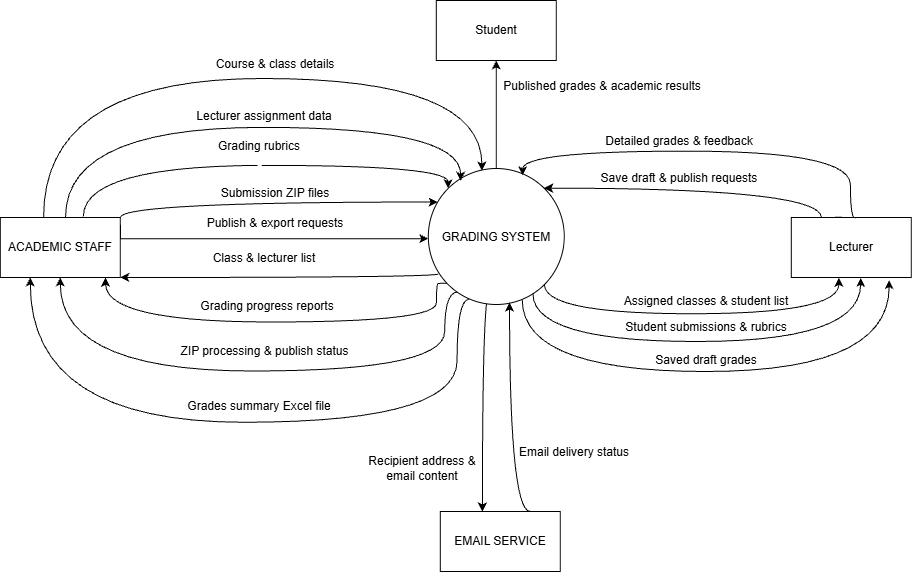 Student
Course & class details
Published grades & academic results
Lecturer assignment data
Detailed grades & feedback
Grading rubrics
Save draft & publish requests
Submission ZIP files
Publish & export requests
GRADING SYSTEM
ACADEMIC STAFF
Lecturer
Class & lecturer list
Assigned classes & student list
Grading progress reports
Student submissions & rubrics
ZIP processing & publish status
Saved draft grades
Grades summary Excel file
Email delivery status
Recipient address &
email content
EMAIL SERVICE